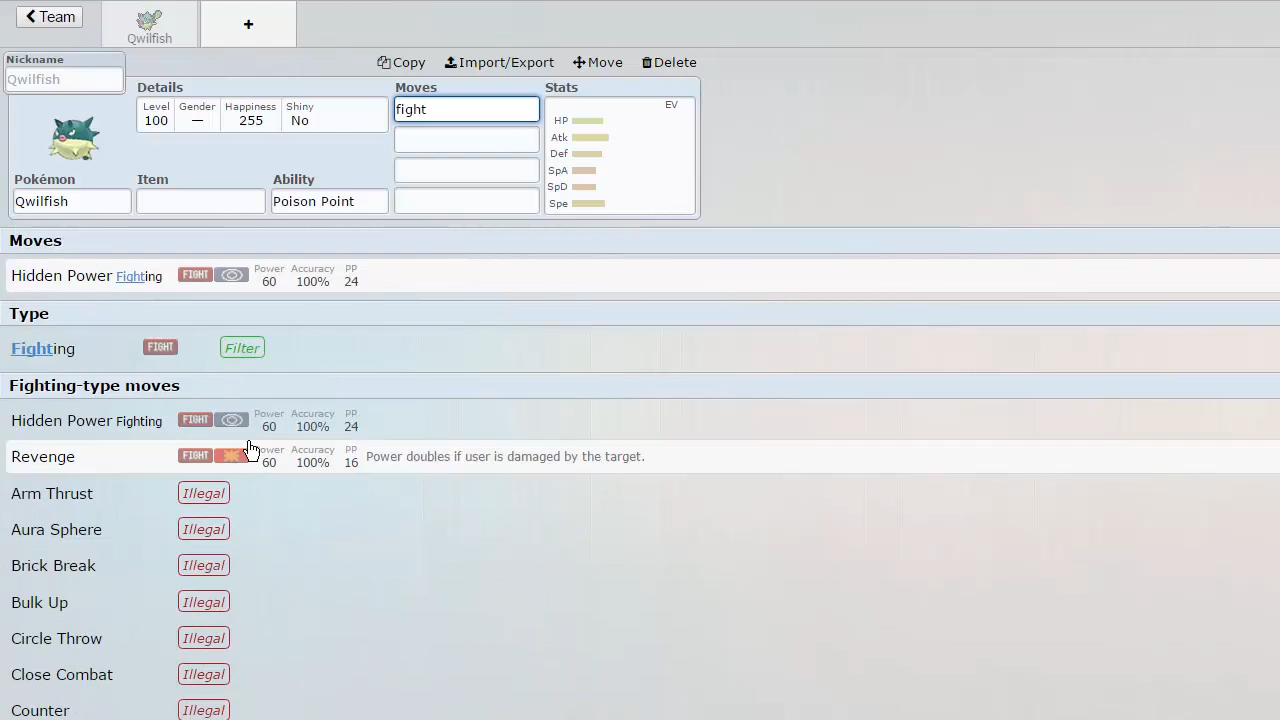 Team
Qwilfish
+
Nickname
Qwilfish
Copy Import/Export Move Delete
Details
Level Gender Happiness Shiny
100 — 255 No
Moves
fight
Stats
EV
HP
Atk
Def
SpA
SpD
Spe
Pokémon Item Ability
Qwilfish Poison Point
Moves
Hidden Power Fighting FIGHT Power 60 Accuracy 100% PP 24
Type
Fighting FIGHT Filter
Fighting-type moves
Hidden Power Fighting FIGHT Power 60 Accuracy 100% PP 24
Revenge FIGHT Power 60 Accuracy 100% PP 16 Power doubles if user is damaged by the target.
Arm Thrust Illegal
Aura Sphere Illegal
Brick Break Illegal
Bulk Up Illegal
Circle Throw Illegal
Close Combat Illegal
Counter Illegal